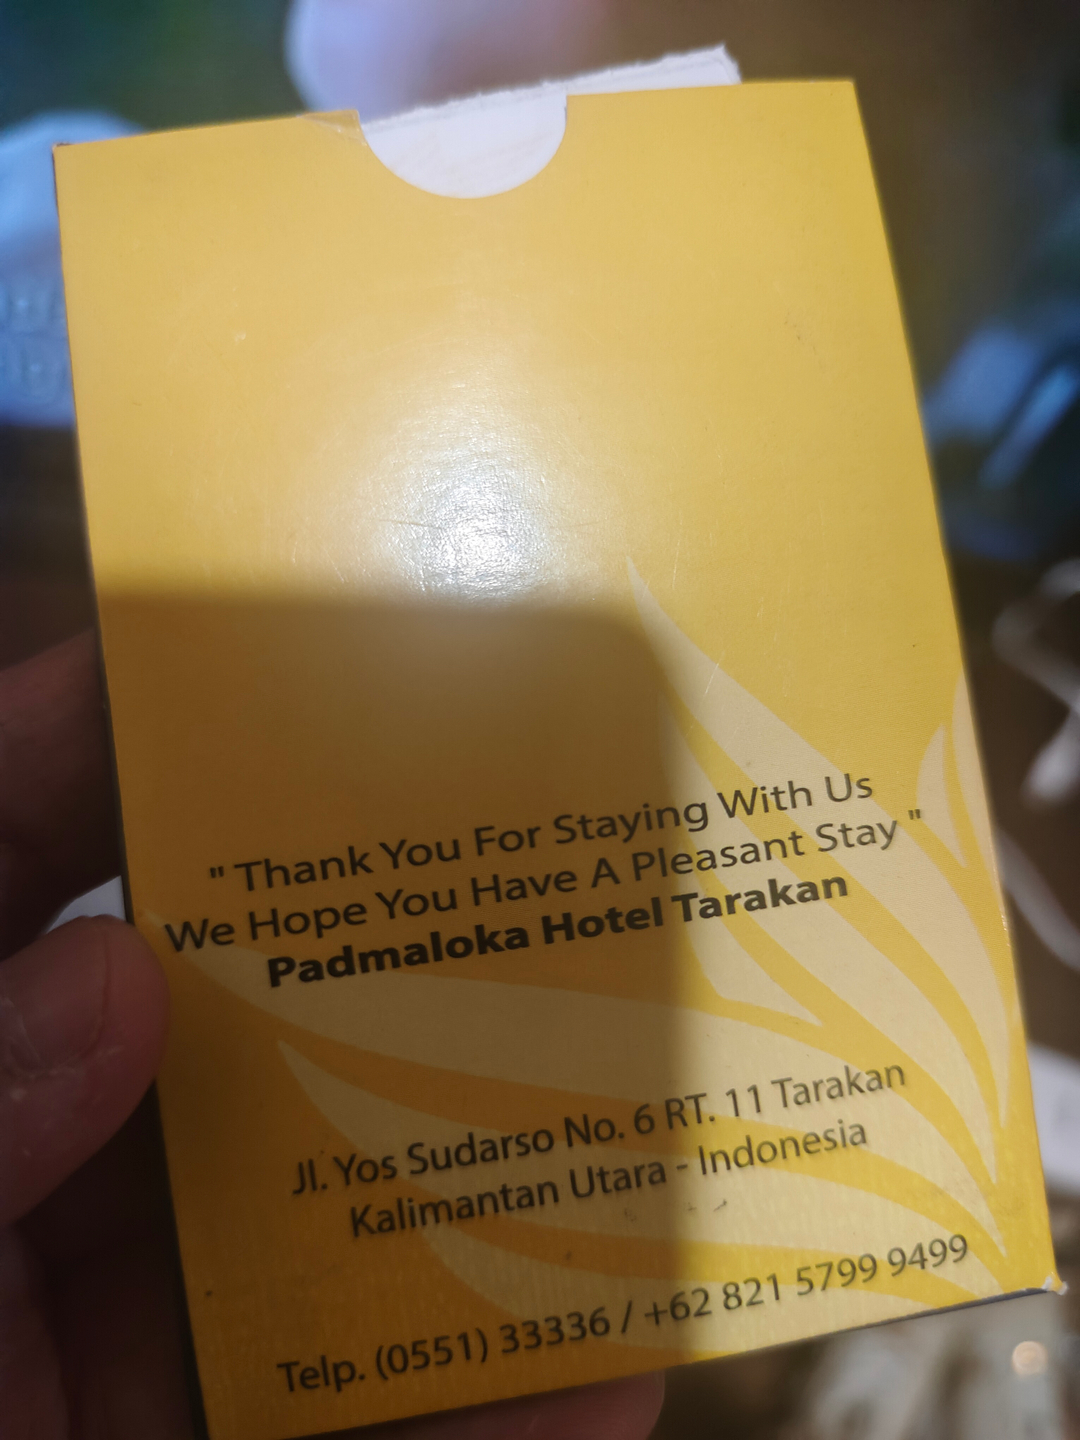 " Thank You For Staying With Us
We Hope You Have A Pleasant Stay "
Padmaloka Hotel Tarakan
Jl. Yos Sudarso No. 6 RT. 11 Tarakan
Kalimantan Utara - Indonesia
Telp. (0551) 33336 / +62 821 5799 9499